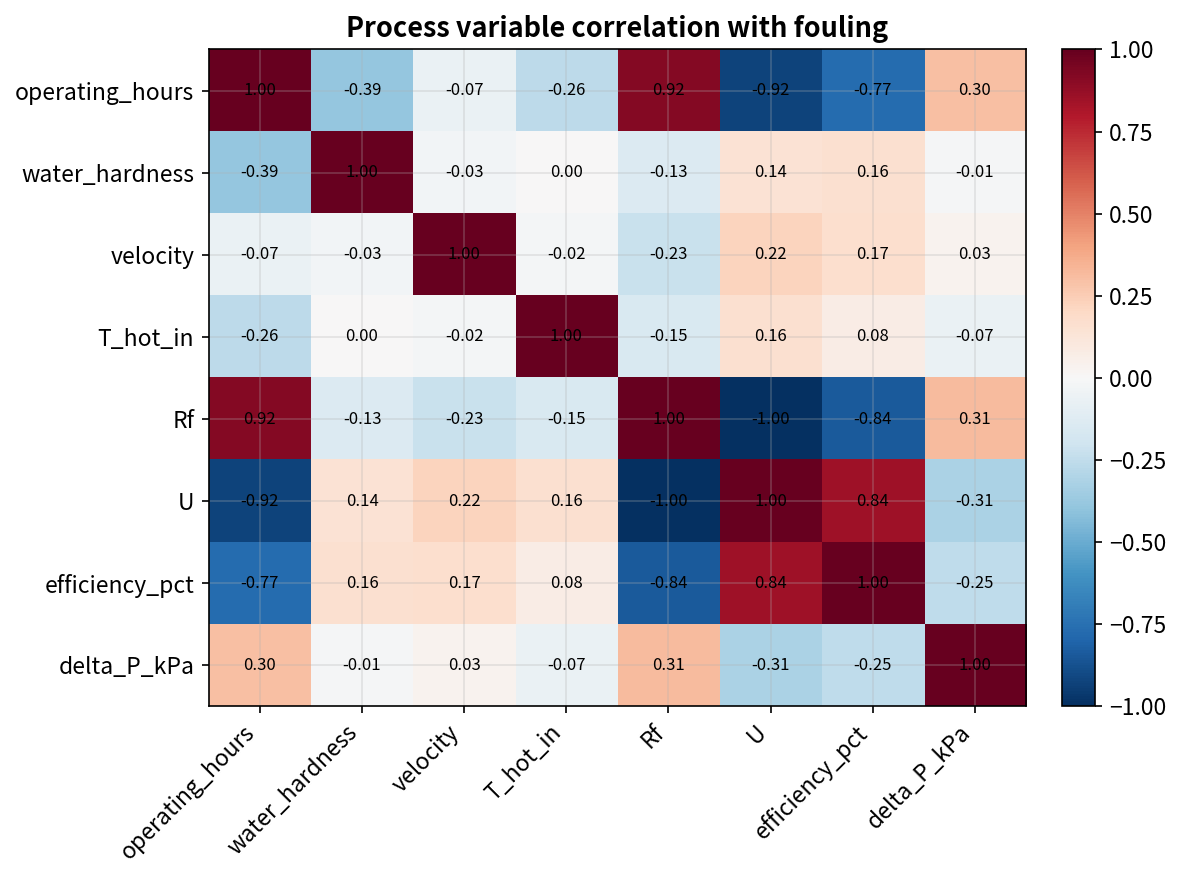 Process variable correlation with fouling
operating_hours 1.00 -0.39 -0.07 -0.26 0.92 -0.92 -0.77 0.30
water_hardness -0.39 1.00 -0.03 0.00 -0.13 0.14 0.16 -0.01
velocity -0.07 -0.03 1.00 -0.02 -0.23 0.22 0.17 0.03
T_hot_in -0.26 0.00 -0.02 1.00 -0.15 0.16 0.08 -0.07
Rf 0.92 -0.13 -0.23 -0.15 1.00 -1.00 -0.84 0.31
U -0.92 0.14 0.22 0.16 -1.00 1.00 0.84 -0.31
efficiency_pct -0.77 0.16 0.17 0.08 -0.84 0.84 1.00 -0.25
delta_P_kPa 0.30 -0.01 0.03 -0.07 0.31 -0.31 -0.25 1.00
operating_hours water_hardness velocity T_hot_in Rf U efficiency_pct delta_P_kPa
1.00
0.75
0.50
0.25
0.00
−0.25
−0.50
−0.75
−1.00